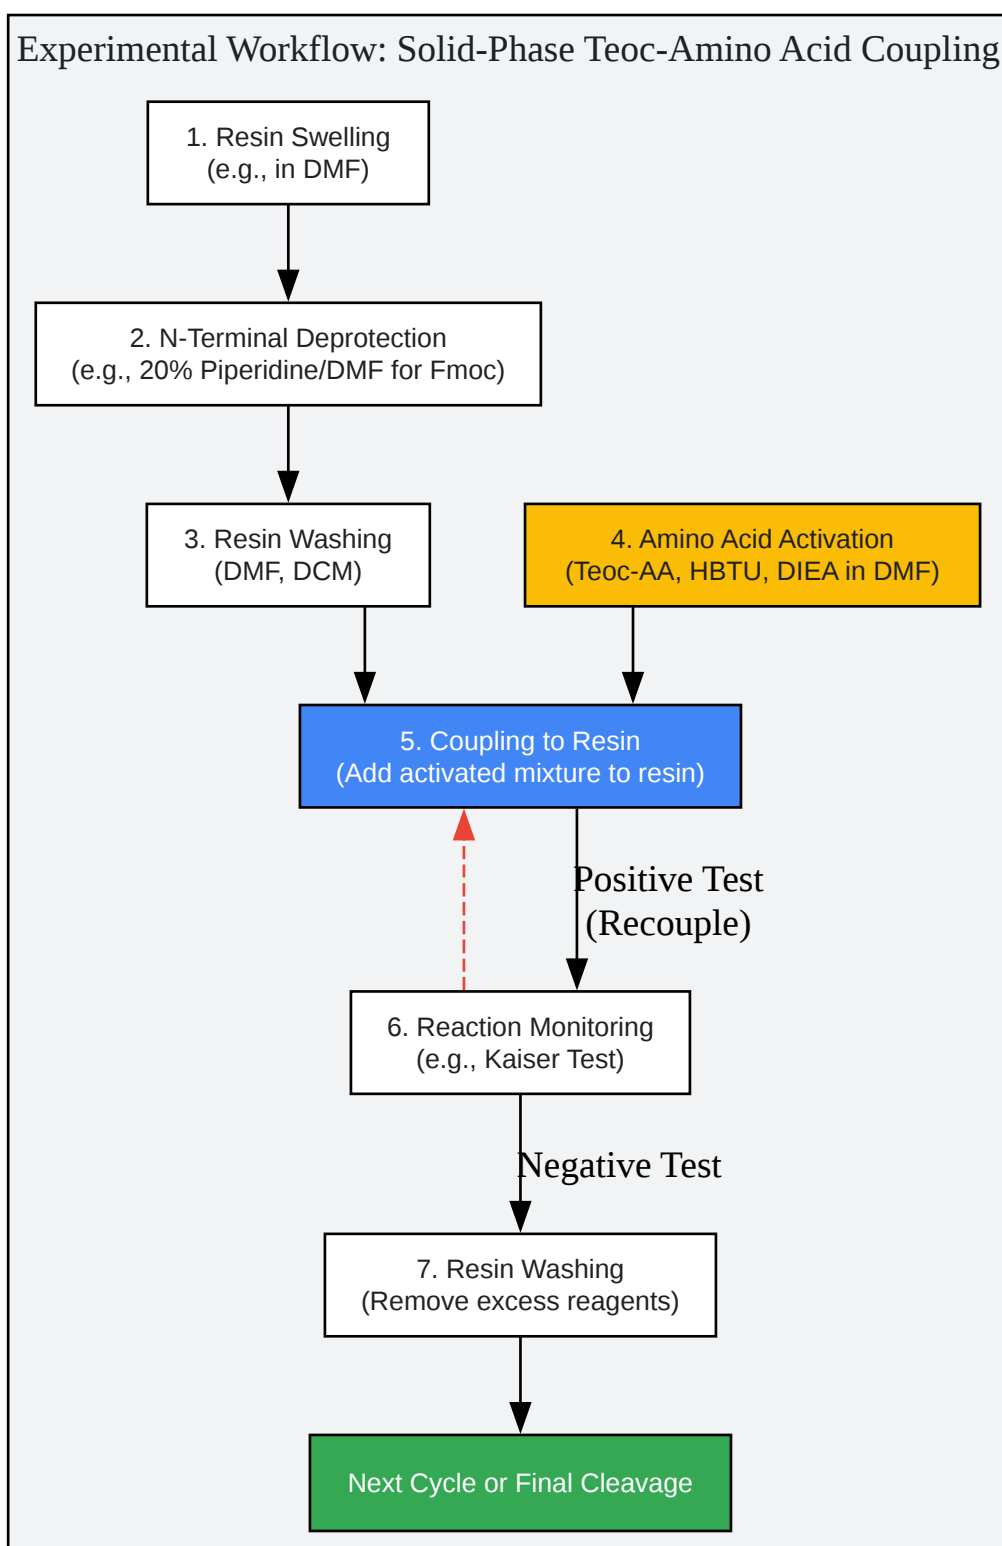 Experimental Workflow: Solid-Phase Teoc-Amino Acid Coupling
1. Resin Swelling
(e.g., in DMF)
2. N-Terminal Deprotection
(e.g., 20% Piperidine/DMF for Fmoc)
3. Resin Washing
(DMF, DCM)
4. Amino Acid Activation
(Teoc-AA, HBTU, DIEA in DMF)
5. Coupling to Resin
(Add activated mixture to resin)
Positive Test
(Recouple)
6. Reaction Monitoring
(e.g., Kaiser Test)
Negative Test
7. Resin Washing
(Remove excess reagents)
Next Cycle or Final Cleavage